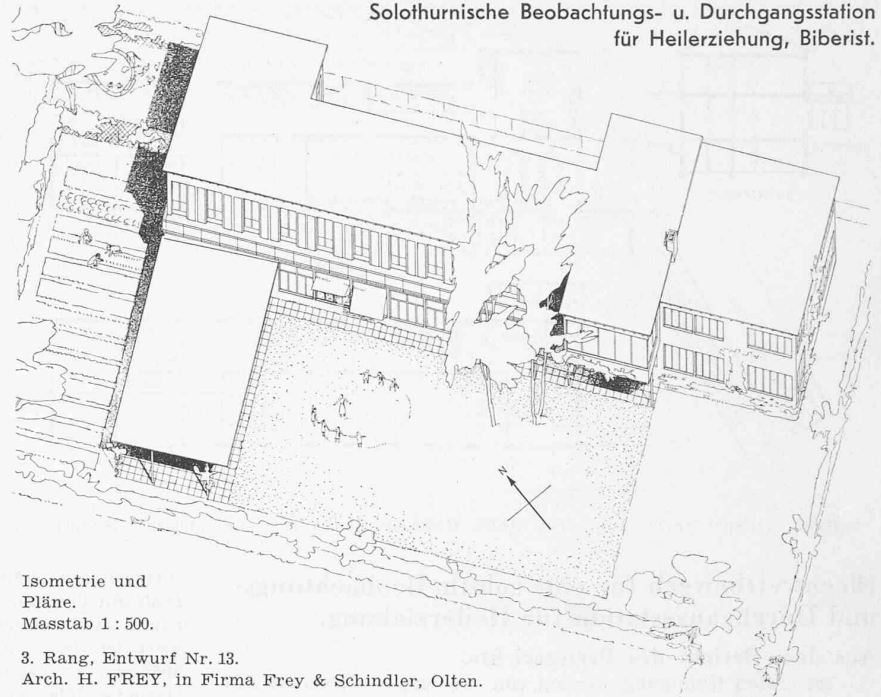 Solothurnische Beobachtungs- u. Durchgangsstation
für Heilerziehung, Biberist.
N
Isometrie und
Pläne.
Masstab 1 : 500.
3. Rang, Entwurf Nr. 13.
Arch. H. FREY, in Firma Frey & Schindler, Olten.